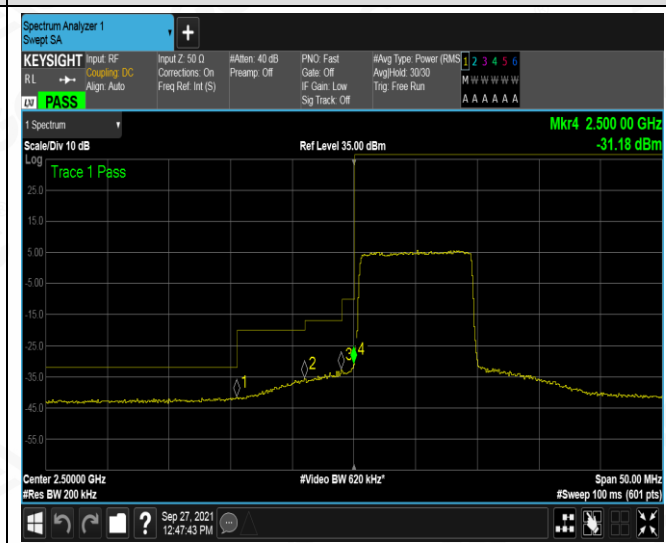 Spectrum Analyzer 1
Swept SA
+
KEYSIGHT Input: RF Input Z: 50 Ω #Atten: 40 dB PNO: Fast #Avg Type: Power (RMS 1 2 3 4 5 6
RL Coupling: DC Corrections: On Preamp: Off Gate: Off Avg|Hold: 30/30 M W W W W W
Align: Auto Freq Ref: Int (S) IF Gain: Low Trig: Free Run
Sig Track: Off A A A A A A
LXI PASS
1 Spectrum Mkr4 2.500 00 GHz
Scale/Div 10 dB Ref Level 35.00 dBm -31.18 dBm
Log
Trace 1 Pass
25.0
15.0
5.00
-5.00
-15.0
-25.0
-35.0
-45.0
-55.0
1
2
3
4
Center 2.50000 GHz #Video BW 620 kHz* Span 50.00 MHz
#Res BW 200 kHz #Sweep 100 ms (601 pts)
? Sep 27, 2021
12:47:43 PM